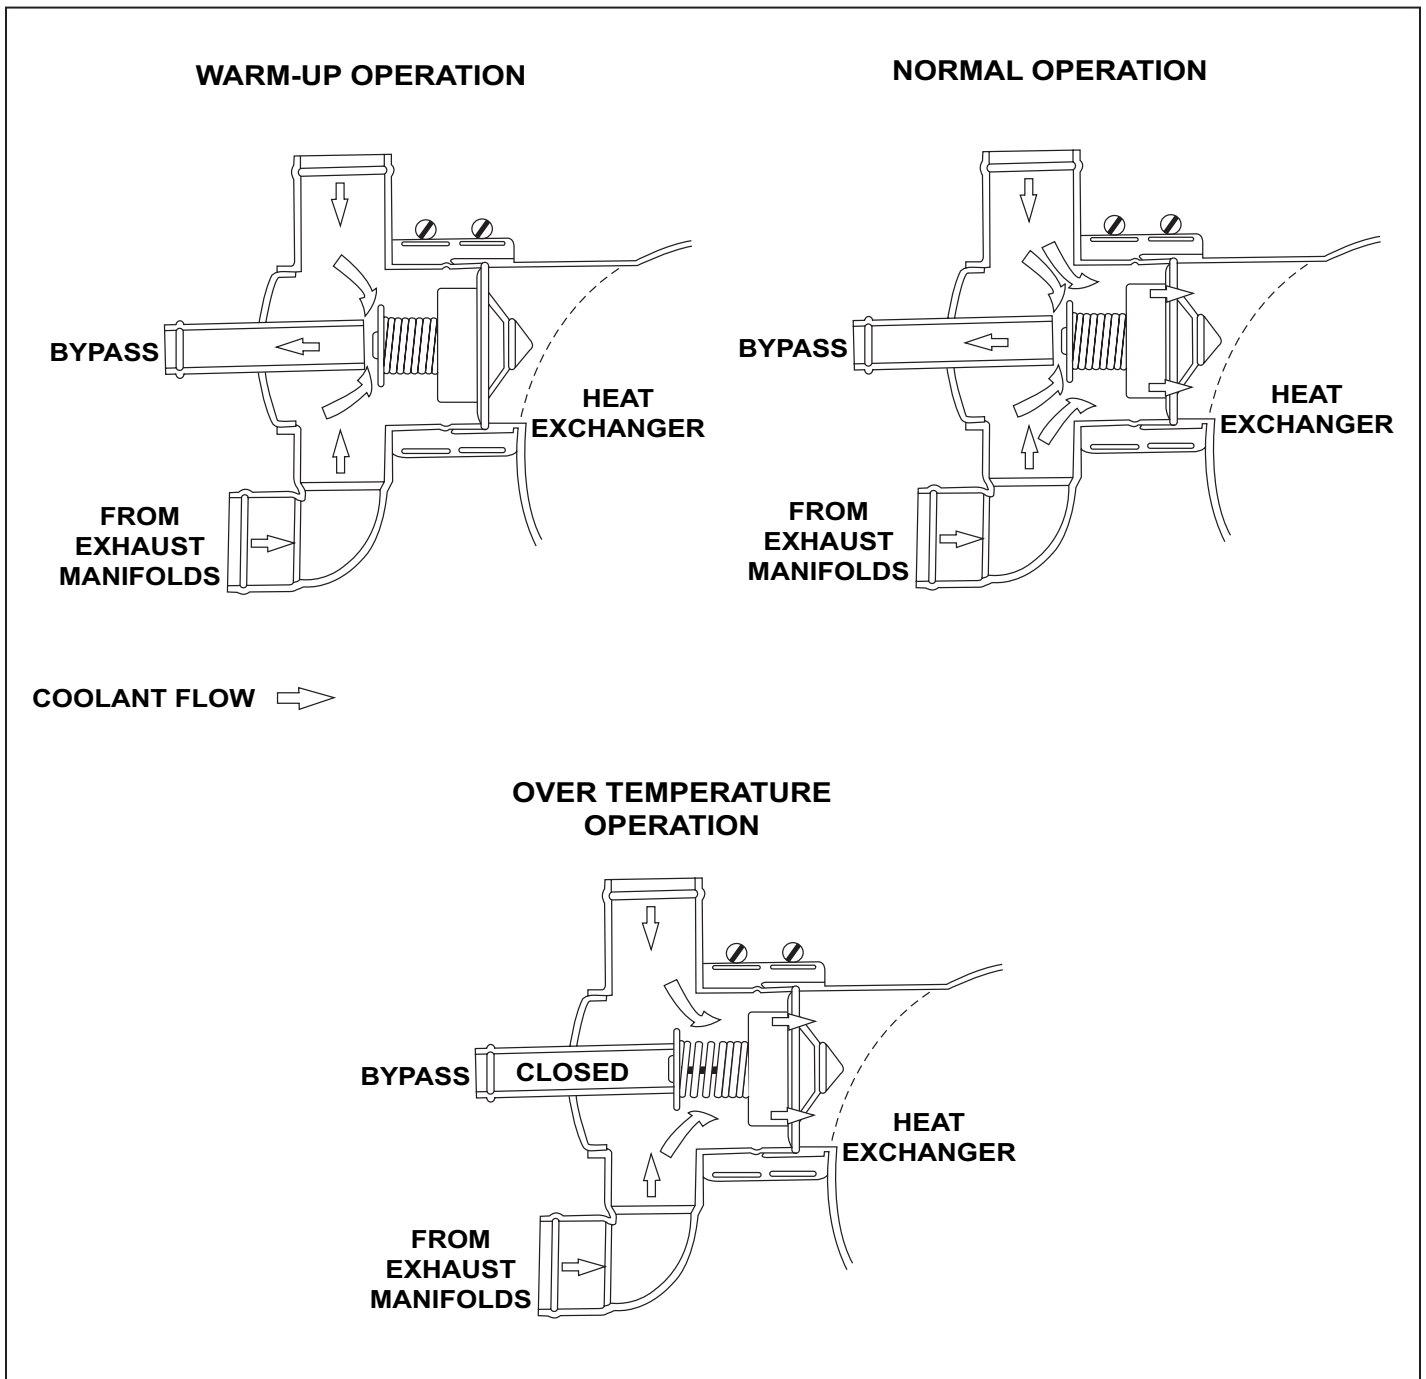 WARM-UP OPERATION
BYPASS
HEAT
EXCHANGER
FROM
EXHAUST
MANIFOLDS
NORMAL OPERATION
BYPASS
HEAT
EXCHANGER
FROM
EXHAUST
MANIFOLDS
COOLANT FLOW
OVER TEMPERATURE
OPERATION
BYPASS
CLOSED
HEAT
EXCHANGER
FROM
EXHAUST
MANIFOLDS